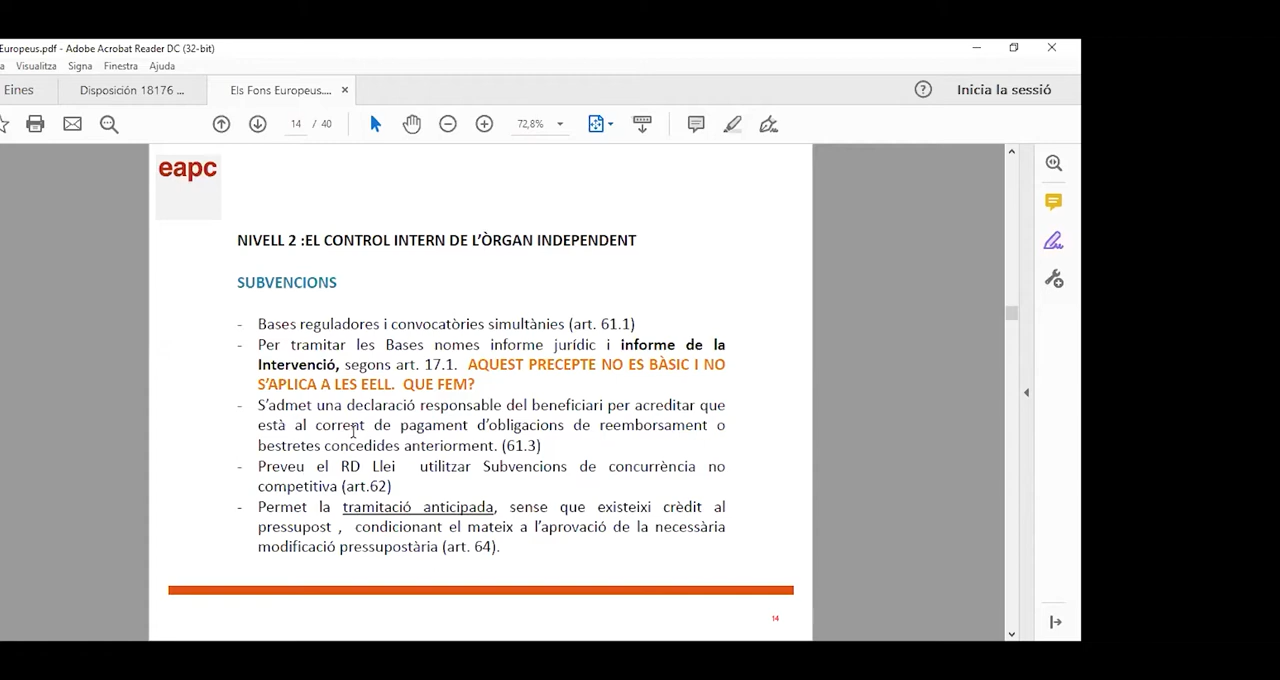 Europeus.pdf - Adobe Acrobat Reader DC (32-bit)
a Visualitza Signa Finestra Ajuda
Eines Disposición 18176 ... Els Fons Europeus.... × Inicia la sessió
14 / 40 72,8%
eapc
NIVELL 2 :EL CONTROL INTERN DE L'ÒRGAN INDEPENDENT
SUBVENCIONS
- Bases reguladores i convocatòries simultànies (art. 61.1)
- Per tramitar les Bases nomes informe jurídic i informe de la
Intervenció, segons art. 17.1. AQUEST PRECEPTE NO ES BÀSIC I NO
S'APLICA A LES EELL. QUE FEM?
- S'admet una declaració responsable del beneficiari per acreditar que
està al corrent de pagament d'obligacions de reemborsament o
bestretes concedides anteriorment. (61.3)
- Preveu el RD Llei utilitzar Subvencions de concurrència no
competitiva (art.62)
- Permet la tramitació anticipada, sense que existeixi crèdit al
pressupost , condicionant el mateix a l'aprovació de la necessària
modificació pressupostària (art. 64).
14